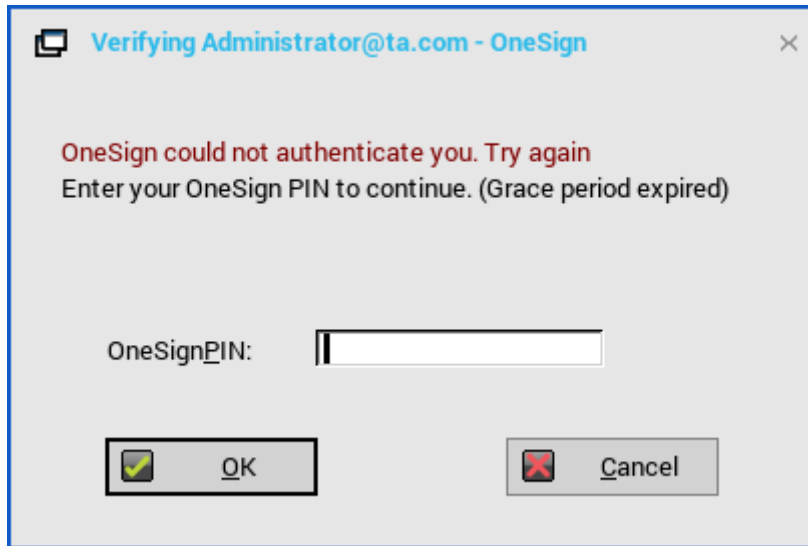 Verifying Administrator@ta.com - OneSign
OneSign could not authenticate you. Try again
Enter your OneSign PIN to continue. (Grace period expired)
OneSignPIN:
OK
Cancel